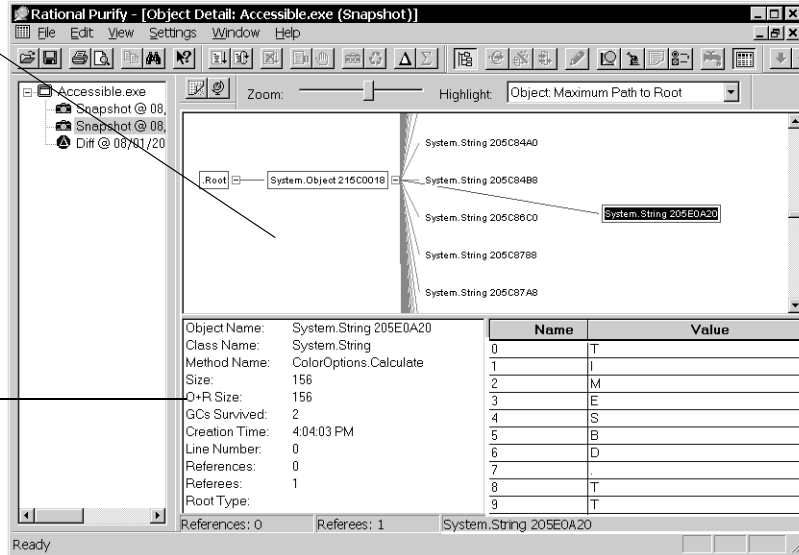 Rational Purify - [Object Detail: Accessible.exe (Snapshot)]
File Edit View Settings Window Help
Accessible.exe
Snapshot @ 08,
Snapshot @ 08,
Diff @ 08/01/20
Zoom:
Highlight: Object: Maximum Path to Root
System.String 205C84A0
.Root
System.Object 215C0018
System.String 205C84B8
System.String 205E0A20
System.String 205C86C0
System.String 205C8788
System.String 205C87A8
Object Name: System.String 205E0A20
Class Name: System.String
Method Name: ColorOptions.Calculate
Size: 156
O+R Size: 156
GCs Survived: 2
Creation Time: 4:04:03 PM
Line Number: 0
References: 0
Referees: 1
Root Type:
Name Value
0 T
1 I
2 M
3 E
4 S
5 B
6 D
7 .
8 T
9 T
References: 0 Referees: 1 System.String 205E0A20
Ready